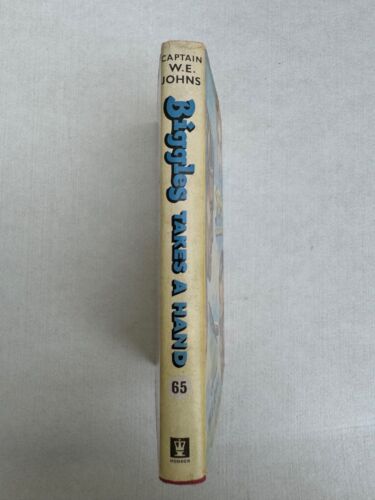 CAPTAIN
W.E.
JOHNS
Biggles TAKES A HAND
65
HODDER